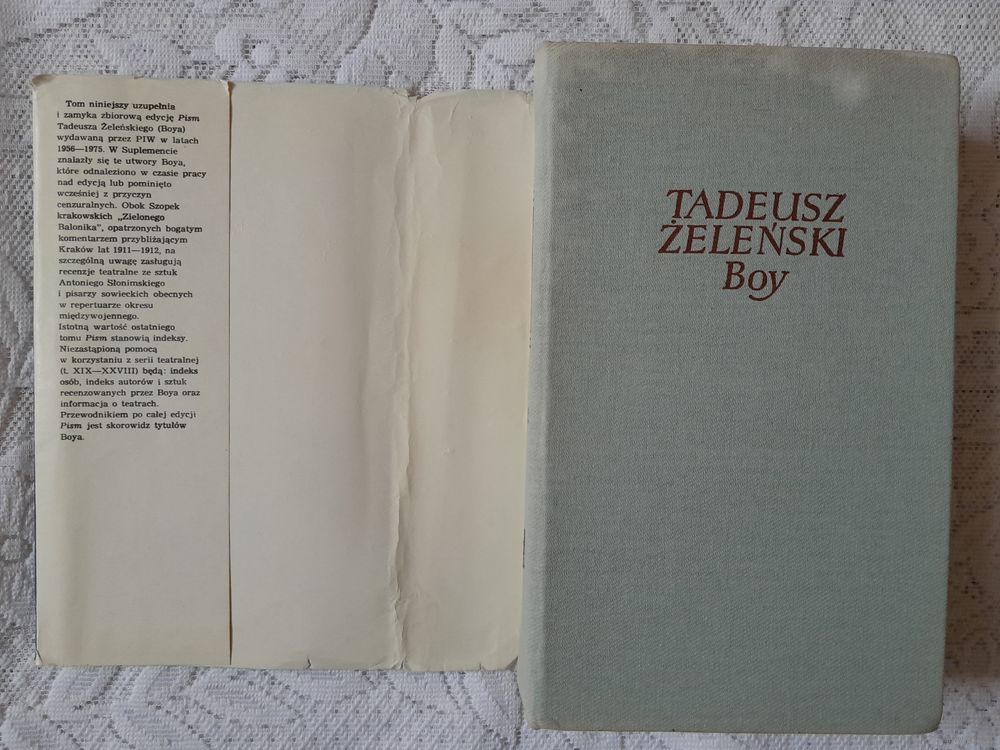 Tom niniejszy uzupełnia
i zamyka zbiorową edycję Pism
Tadeusza Żeleńskiego (Boya)
wydawaną przez PIW w latach
1956—1975. W Suplemencie
znalazły się te utwory Boya,
które odnaleziono w czasie pracy
nad edycją lub pominięto
wcześniej z przyczyn
cenzuralnych. Obok Szopek
krakowskich „Zielonego
Balonika”, opatrzonych bogatym
komentarzem przybliżającym
Kraków lat 1911—1912, na
szczególną uwagę zasługują
recenzje teatralne ze sztuk
Antoniego Słonimskiego
i pisarzy sowieckich obecnych
w repertuarze okresu
międzywojennego.
Istotną wartość ostatniego
tomu Pism stanowią indeksy.
Niezastąpioną pomocą
w korzystaniu z serii teatralnej
(t. XIX—XXVIII) będą: indeks
osób, indeks autorów i sztuk
recenzowanych przez Boya oraz
informacja o teatrach.
Przewodnikiem po całej edycji
Pism jest skorowidz tytułów
Boya.
TADEUSZ
ŻELEŃSKI
Boy